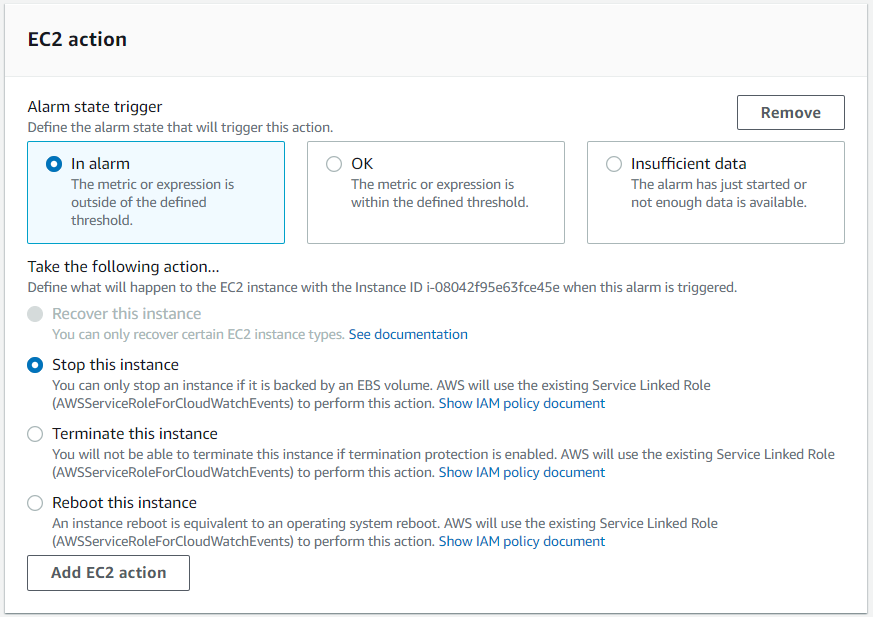 EC2 action
Alarm state trigger
Define the alarm state that will trigger this action.
Remove
In alarm
The metric or expression is
outside of the defined
threshold.
OK
The metric or expression is
within the defined threshold.
Insufficient data
The alarm has just started or
not enough data is available.
Take the following action...
Define what will happen to the EC2 instance with the Instance ID i-08042f95e63fce45e when this alarm is triggered.
Recover this instance
You can only recover certain EC2 instance types. See documentation
Stop this instance
You can only stop an instance if it is backed by an EBS volume. AWS will use the existing Service Linked Role
(AWSServiceRoleForCloudWatchEvents) to perform this action. Show IAM policy document
Terminate this instance
You will not be able to terminate this instance if termination protection is enabled. AWS will use the existing Service Linked Role
(AWSServiceRoleForCloudWatchEvents) to perform this action. Show IAM policy document
Reboot this instance
An instance reboot is equivalent to an operating system reboot. AWS will use the existing Service Linked Role
(AWSServiceRoleForCloudWatchEvents) to perform this action. Show IAM policy document
Add EC2 action